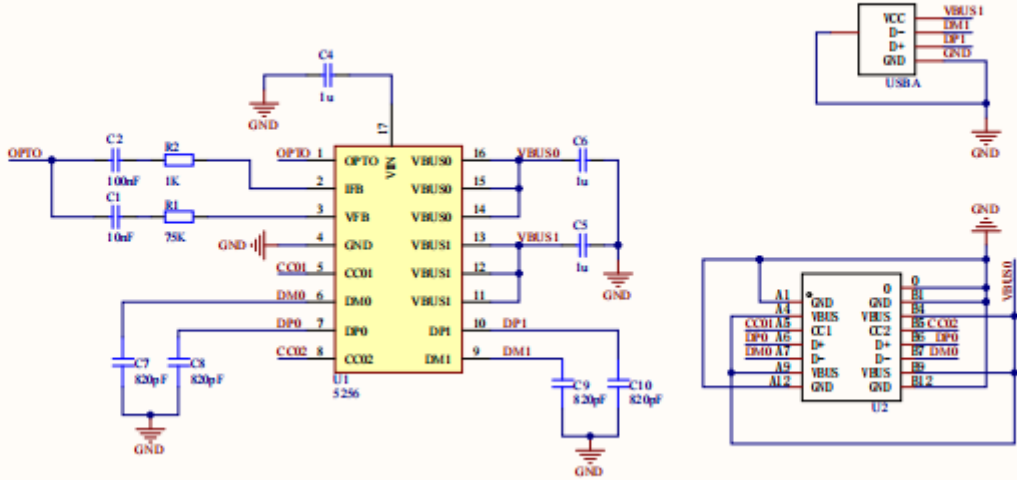 C4
1u
GND
17
VIN
OPTO
C2
100nF
R2
1K
C1
10nF
R1
75K
OPTO 1 OPTO VBUS0 16 VBUS0
2 IFB VBUS0 15
3 VFB VBUS0 14
GND 4 GND VBUS1 13 VBUS1
CC01 5 CC01 VBUS1 12
DM0 6 DM0 VBUS1 11
DP0 7 DP0 DP1 10 DP1
CC02 8 CC02 DM1 9 DM1
U1
5256
C6
1u
C5
1u
GND
C7
820pF
C8
820pF
GND
C9
820pF
C10
820pF
GND
VCC VBUS1
D- DM1
D+ DP1
GND GND
USBA
GND
GND
VBUS0
0 0
A1 GND GND B1
A4 VBUS VBUS B4
CC01 A5 CC1 CC2 B5 CC02
DP0 A6 D+ D+ B6 DP0
DM0 A7 D- D- B7 DM0
A9 VBUS VBUS B9
A12 GND GND B12
U2